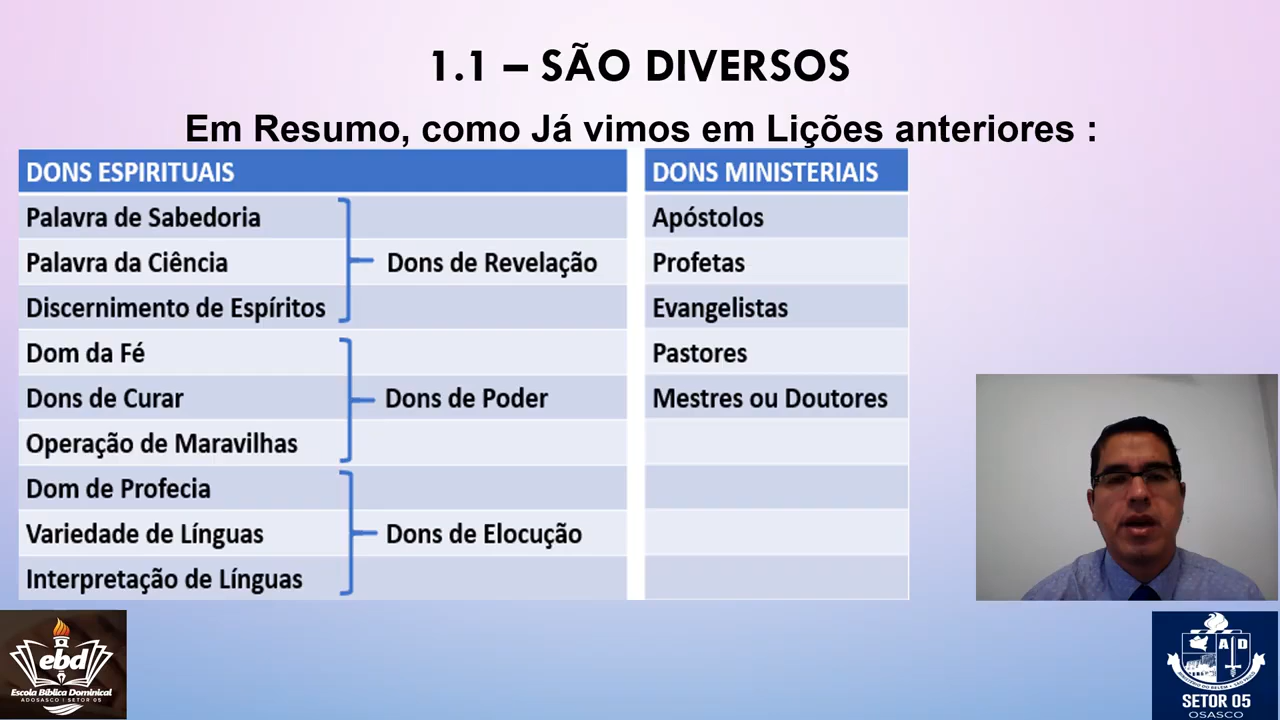 1.1 – SÃO DIVERSOS
Em Resumo, como Já vimos em Lições anteriores :
DONS ESPIRITUAIS
Palavra de Sabedoria
Palavra da Ciência
Dons de Revelação
Discernimento de Espíritos
Dom da Fé
Dons de Curar
Dons de Poder
Operação de Maravilhas
Dom de Profecia
Variedade de Línguas
Dons de Elocução
Interpretação de Línguas
DONS MINISTERIAIS
Apóstolos
Profetas
Evangelistas
Pastores
Mestres ou Doutores
ebd
Escola Bíblica Dominical
ADOSASCO | SETOR 05
A D
SETOR 05
OSASCO